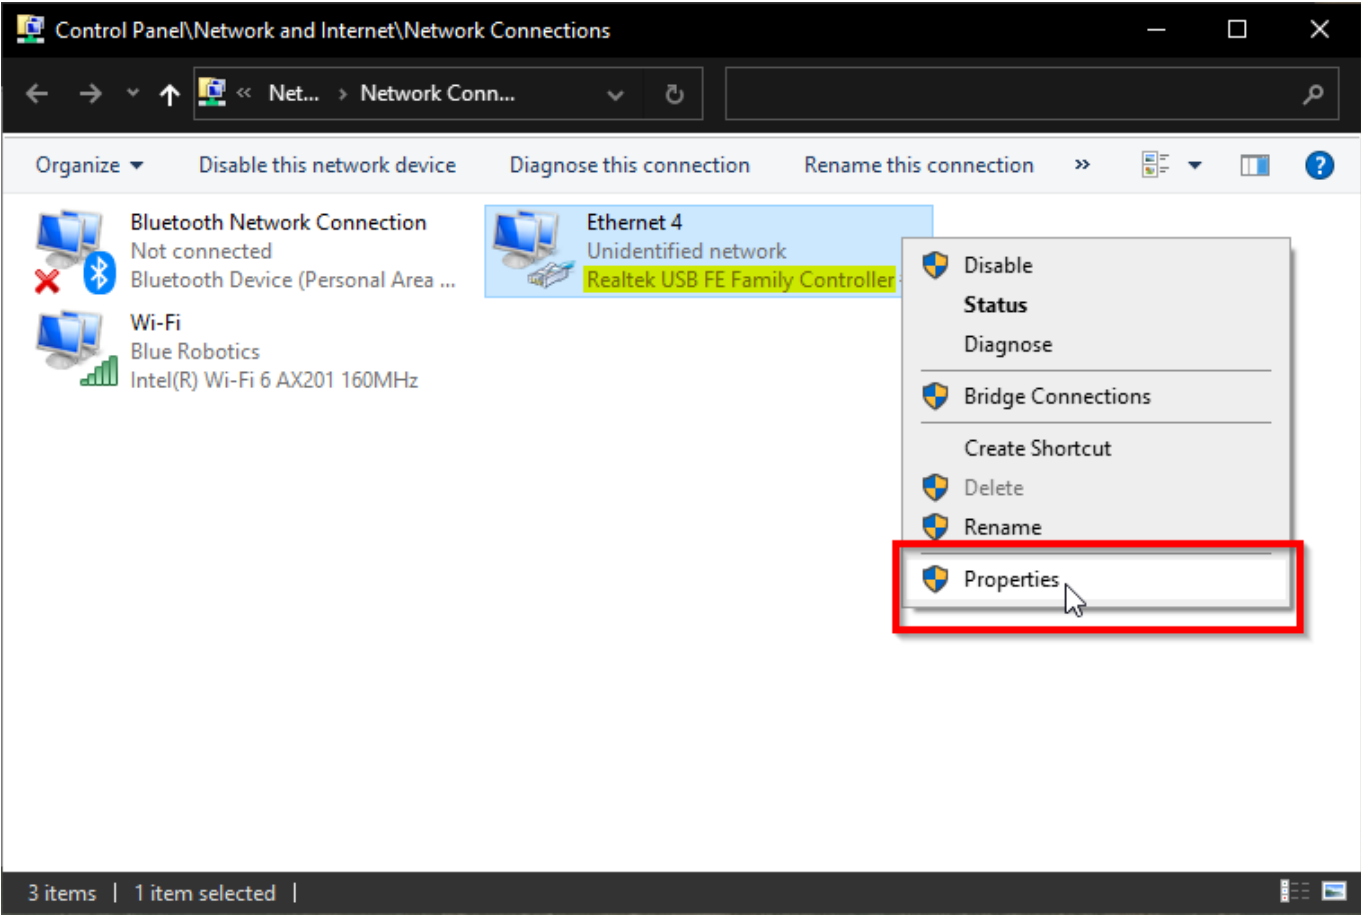 Control Panel\Network and Internet\Network Connections
Net... > Network Conn...
Organize Disable this network device Diagnose this connection Rename this connection »
Bluetooth Network Connection
Not connected
Bluetooth Device (Personal Area ...
Ethernet 4
Unidentified network
Realtek USB FE Family Controller
Wi-Fi
Blue Robotics
Intel(R) Wi-Fi 6 AX201 160MHz
Disable
Status
Diagnose
Bridge Connections
Create Shortcut
Delete
Rename
Properties
3 items | 1 item selected |